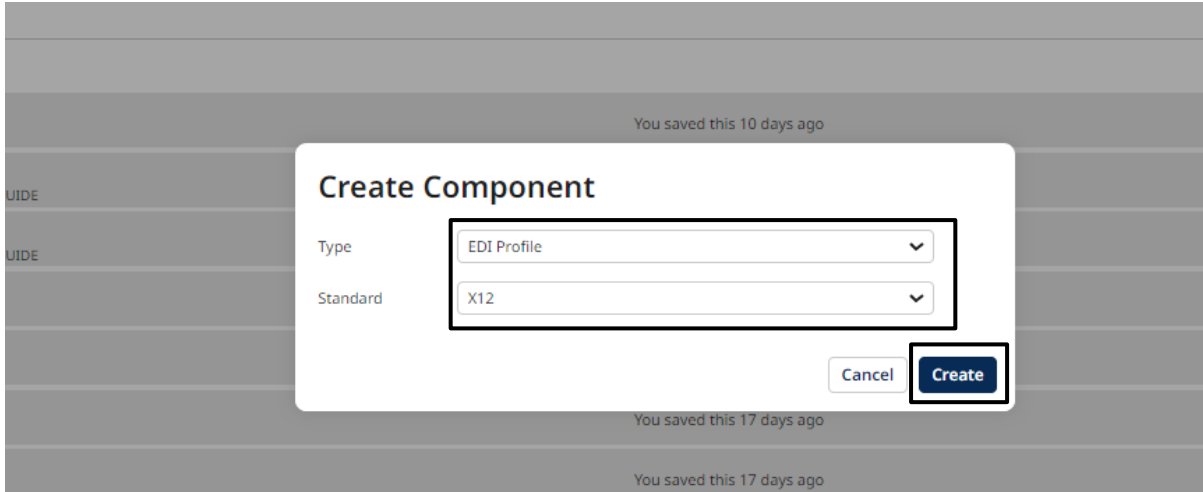 You saved this 10 days ago
UIDE
UIDE
Create Component
Type EDI Profile
Standard X12
Cancel Create
You saved this 17 days ago
You saved this 17 days ago